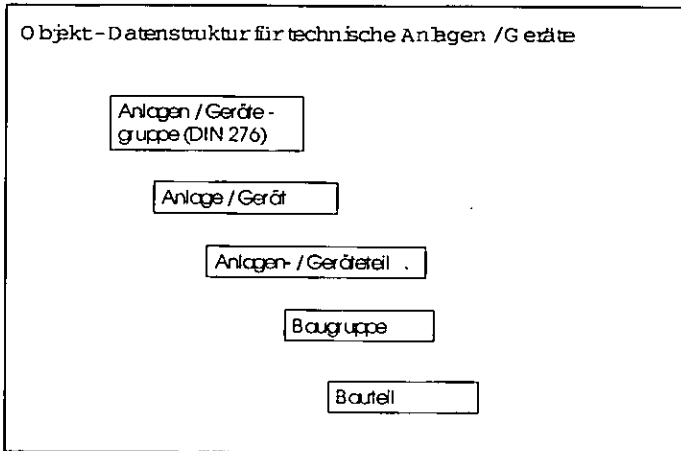 Objekt-Datenstruktur für technische Anlagen /Geräte
Anlagen / Geräte -
gruppe (DIN 276)
Anlage / Gerät
Anlagen- / Geräteteil
Baugruppe
Bauteil